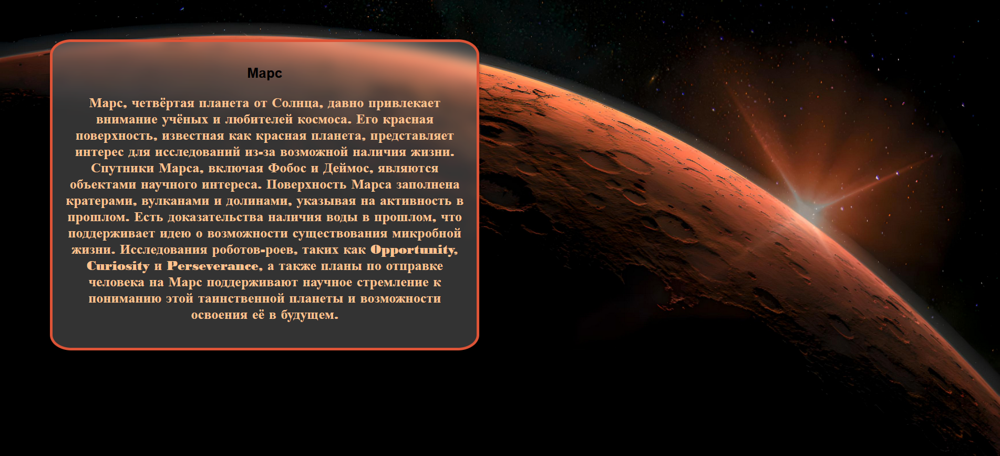 Марс
Марс, четвёртая планета от Солнца, давно привлекает
внимание учёных и любителей космоса. Его красная
поверхность, известная как красная планета, представляет
интерес для исследований из-за возможной наличия жизни.
Спутники Марса, включая Фобос и Деймос, являются
объектами научного интереса. Поверхность Марса заполнена
кратерами, вулканами и долинами, указывая на активность в
прошлом. Есть доказательства наличия воды в прошлом, что
поддерживает идею о возможности существования микробной
жизни. Исследования роботов-роев, таких как Opportunity,
Curiosity и Perseverance, а также планы по отправке
человека на Марс поддерживают научное стремление к
пониманию этой таинственной планеты и возможности
освоения её в будущем.